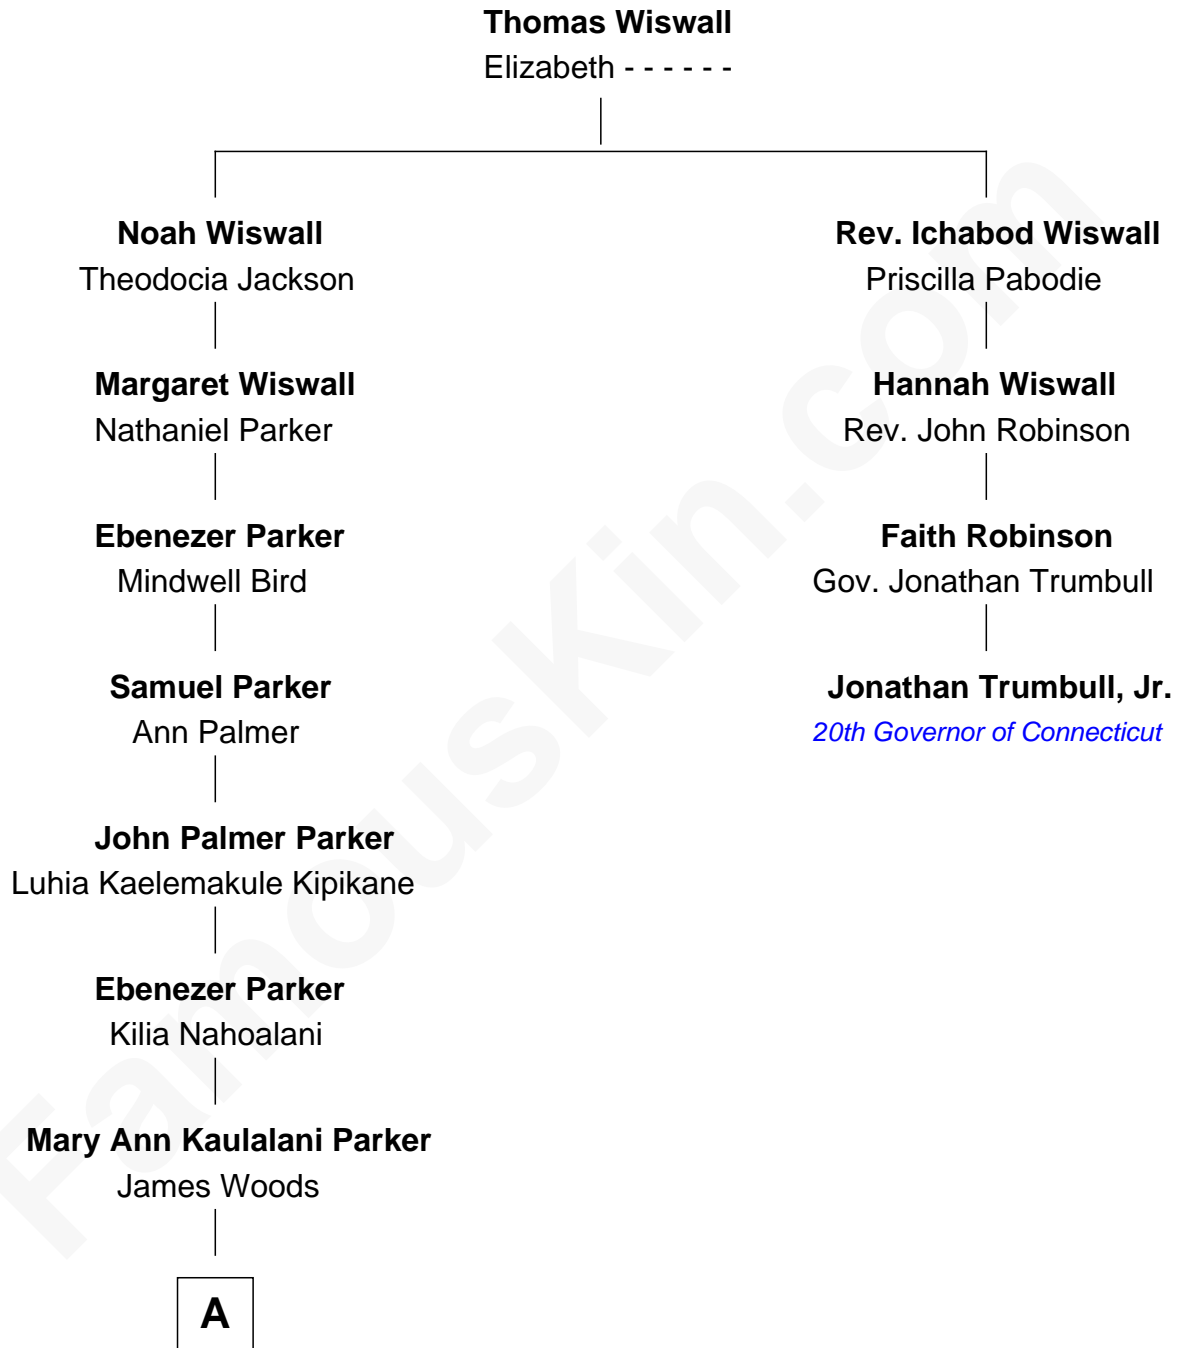 Thomas Wiswall
Elizabeth - - - - - -
Noah Wiswall
Theodocia Jackson
Rev. Ichabod Wiswall
Priscilla Pabodie
Margaret Wiswall
Nathaniel Parker
Hannah Wiswall
Rev. John Robinson
Ebenezer Parker
Mindwell Bird
Faith Robinson
Gov. Jonathan Trumbull
Samuel Parker
Ann Palmer
Jonathan Trumbull, Jr.
20th Governor of Connecticut
John Palmer Parker
Luhia Kaelemakule Kipikane
Ebenezer Parker
Kilia Nahoalani
Mary Ann Kaulalani Parker
James Woods
A
FamousKin.com